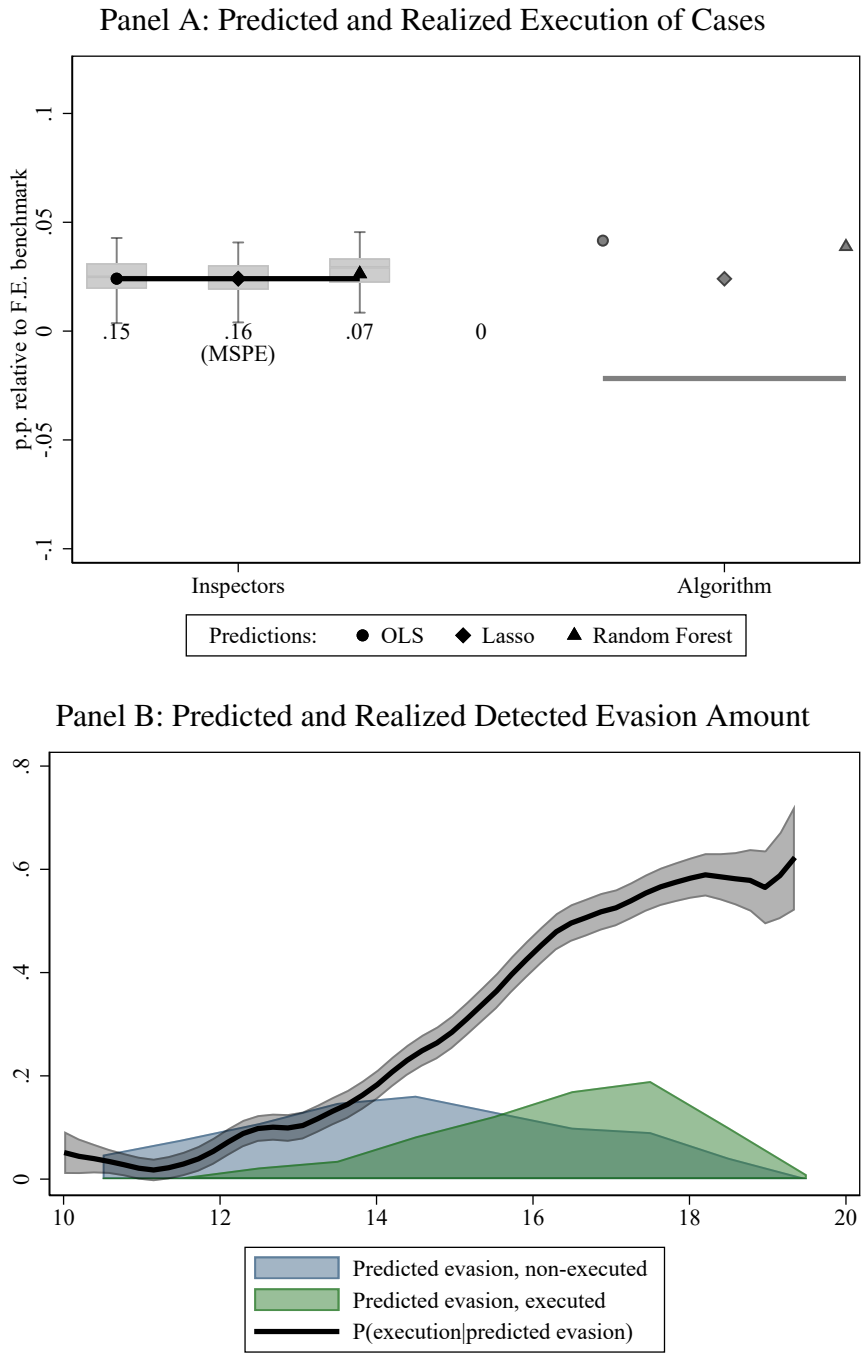 Panel A: Predicted and Realized Execution of Cases
p.p. relative to F.E. benchmark
.1
.05
0
-.05
-.1
.15
.16
.07
0
(MSPE)
Inspectors
Algorithm
Predictions:
OLS
Lasso
Random Forest
Panel B: Predicted and Realized Detected Evasion Amount
.8
.6
.4
.2
0
10
12
14
16
18
20
Predicted evasion, non-executed
Predicted evasion, executed
P(execution|predicted evasion)